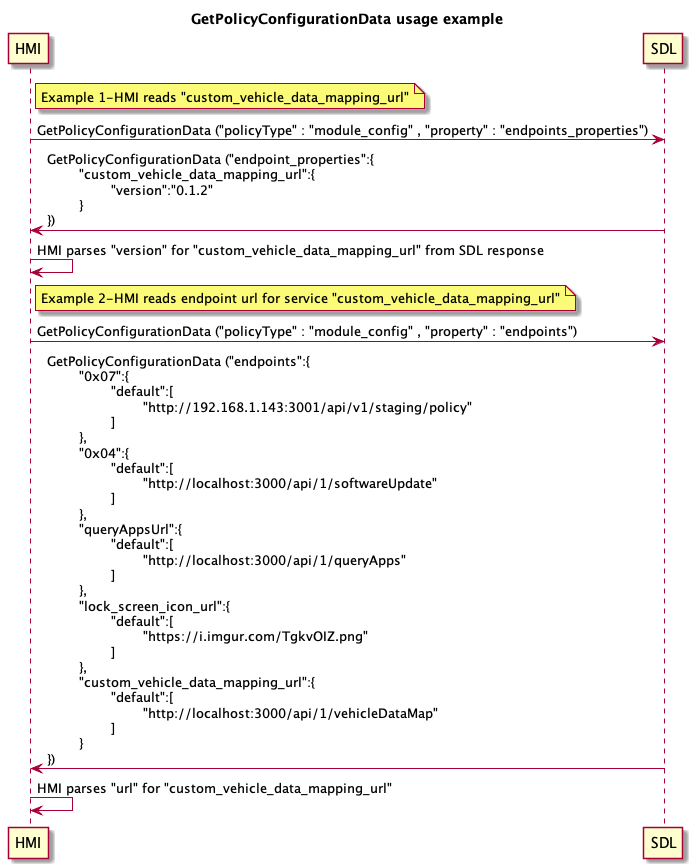 GetPolicyConfigurationData usage example
HMI SDL
Example 1-HMI reads "custom_vehicle_data_mapping_url"
GetPolicyConfigurationData ("policyType" : "module_config" , "property" : "endpoints_properties")
GetPolicyConfigurationData ("endpoint_properties":{
"custom_vehicle_data_mapping_url":{
"version":"0.1.2"
}
})
HMI parses "version" for "custom_vehicle_data_mapping_url" from SDL response
Example 2-HMI reads endpoint url for service "custom_vehicle_data_mapping_url"
GetPolicyConfigurationData ("policyType" : "module_config" , "property" : "endpoints")
GetPolicyConfigurationData ("endpoints":{
"0x07":{
"default":[
"http://192.168.1.143:3001/api/v1/staging/policy"
]
},
"0x04":{
"default":[
"http://localhost:3000/api/1/softwareUpdate"
]
},
"queryAppsUrl":{
"default":[
"http://localhost:3000/api/1/queryApps"
]
},
"lock_screen_icon_url":{
"default":[
"https://i.imgur.com/TgkvOIZ.png"
]
},
"custom_vehicle_data_mapping_url":{
"default":[
"http://localhost:3000/api/1/vehicleDataMap"
]
}
})
HMI parses "url" for "custom_vehicle_data_mapping_url"
HMI SDL